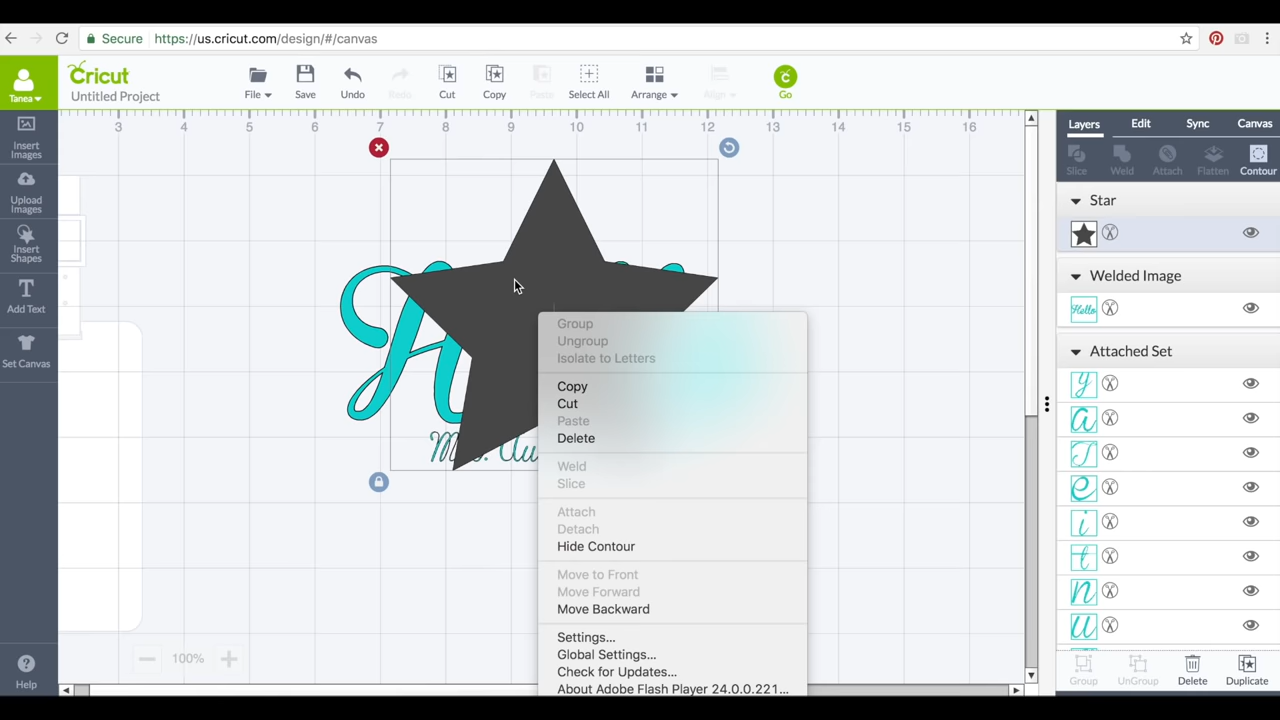 Secure
https://us.cricut.com/design/#/canvas
Tanea
Cricut
Untitled Project
File
Save
Undo
Redo
Cut
Copy
Paste
Select All
Arrange
Align
Go
3 4 5 6 7 8 9 10 11 12 13 14 15 16
Insert
Images
Upload
Images
Insert
Shapes
Add Text
Set Canvas
Help
100%
Group
Ungroup
Isolate to Letters
Copy
Cut
Paste
Delete
Weld
Slice
Attach
Detach
Hide Contour
Move to Front
Move Forward
Move Backward
Settings...
Global Settings...
Check for Updates...
About Adobe Flash Player 24.0.0.221...
Layers Edit Sync Canvas
Slice Weld Attach Flatten Contour
Star
Welded Image
Hello
Attached Set
y
a
T
e
i
t
n
u
Group UnGroup Delete Duplicate